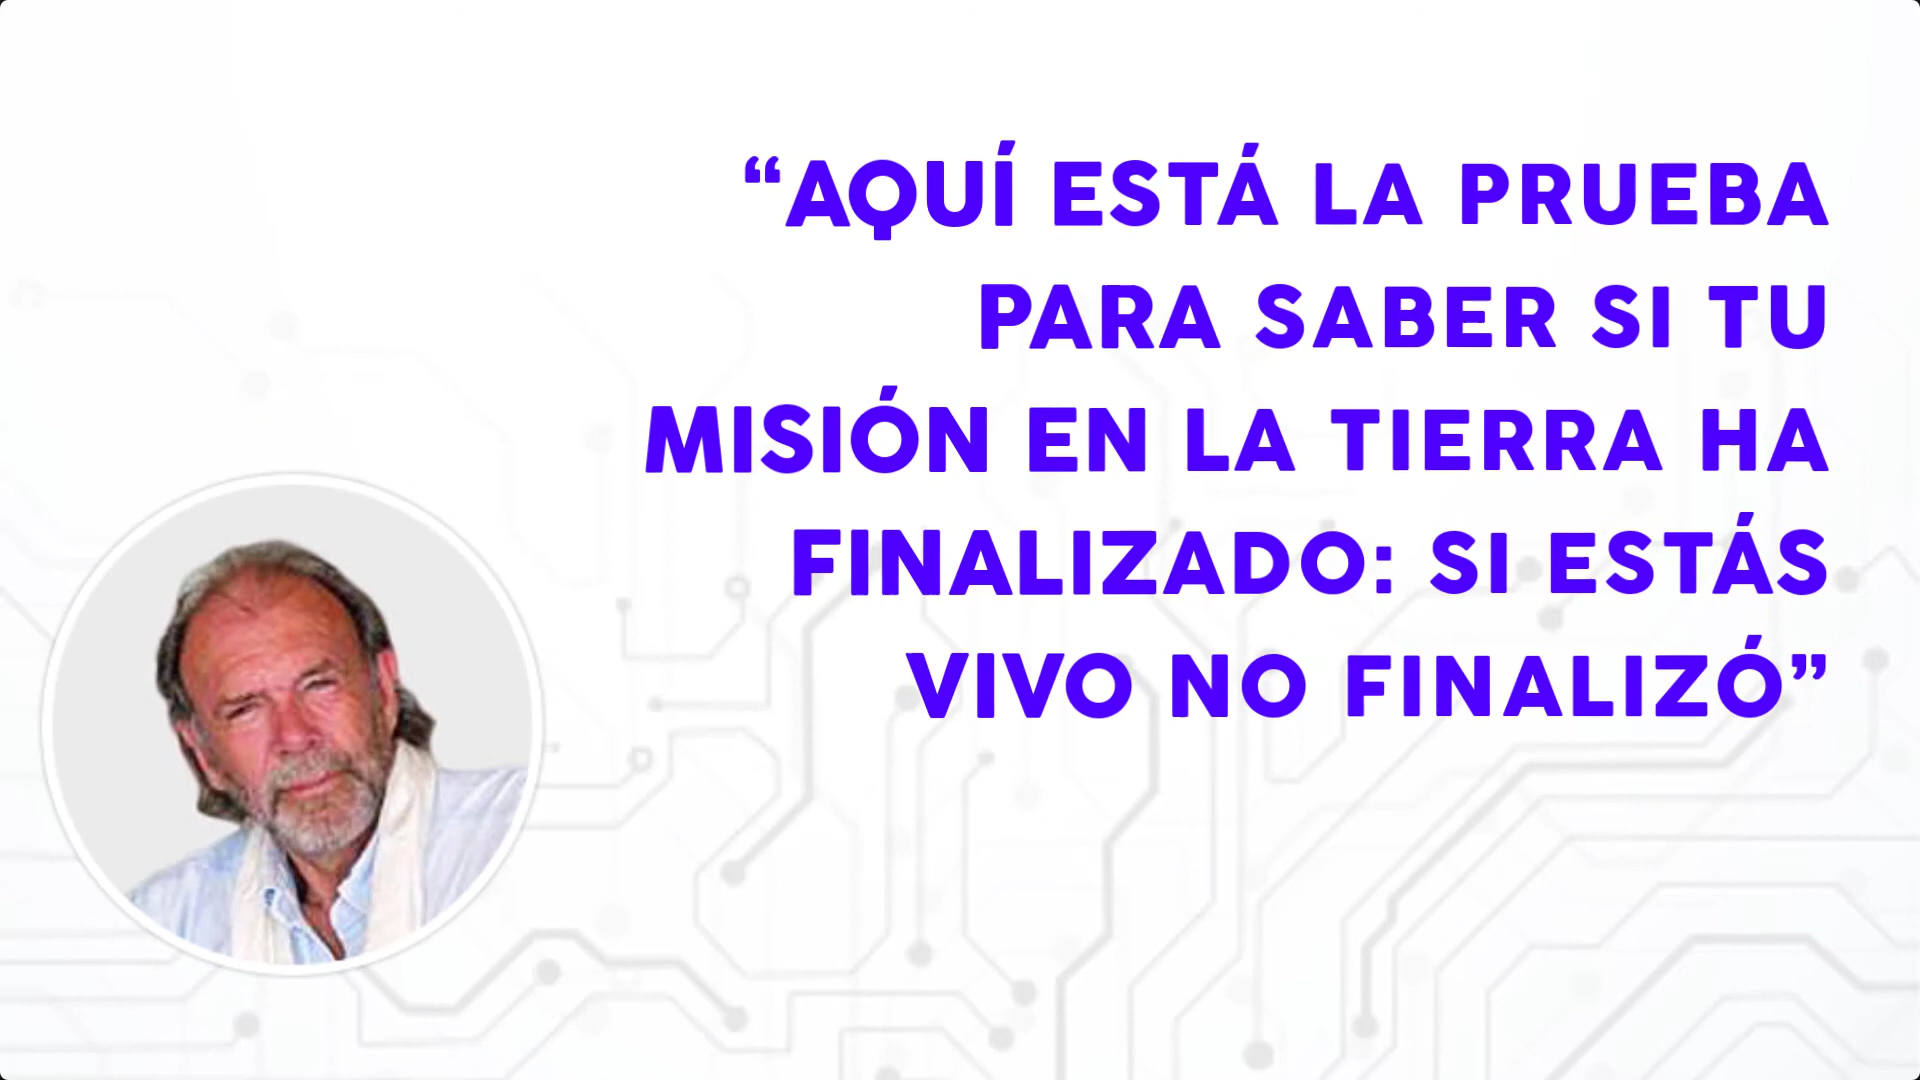 “AQUÍ ESTÁ LA PRUEBA
PARA SABER SI TU
MISIÓN EN LA TIERRA HA
FINALIZADO: SI ESTÁS
VIVO NO FINALIZÓ”